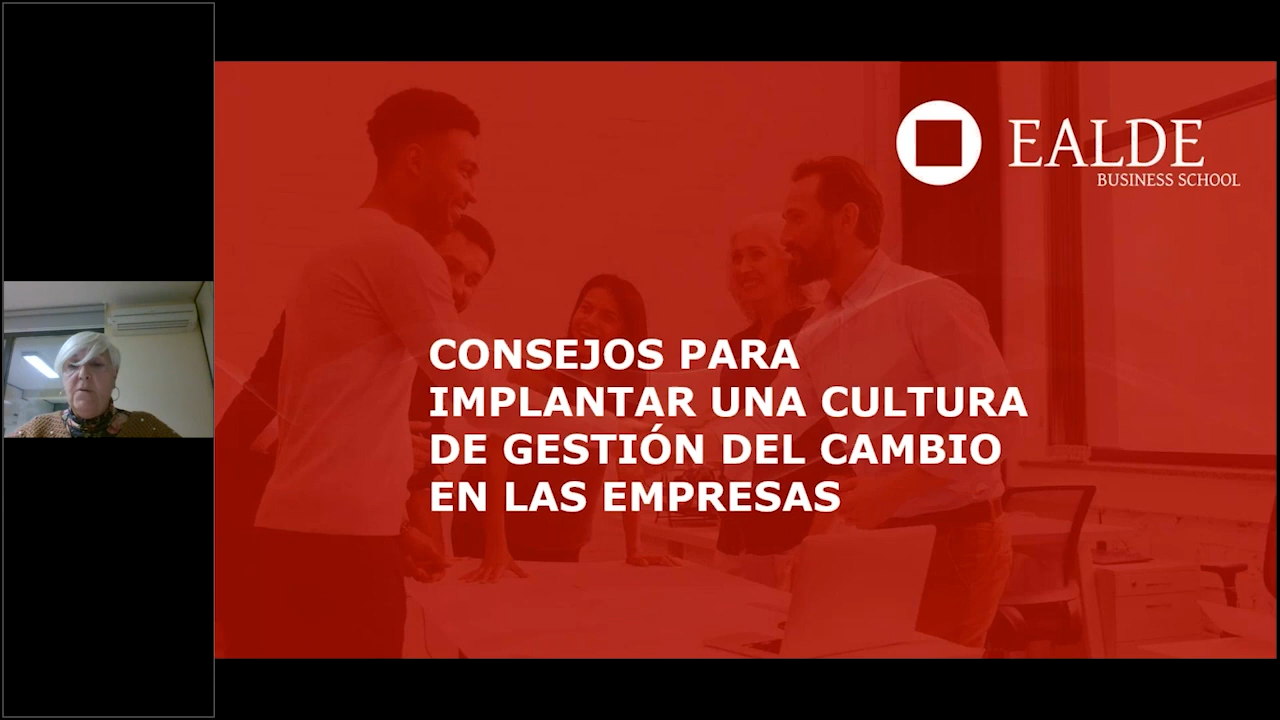 EALDE
BUSINESS SCHOOL
CONSEJOS PARA
IMPLANTAR UNA CULTURA
DE GESTIÓN DEL CAMBIO
EN LAS EMPRESAS